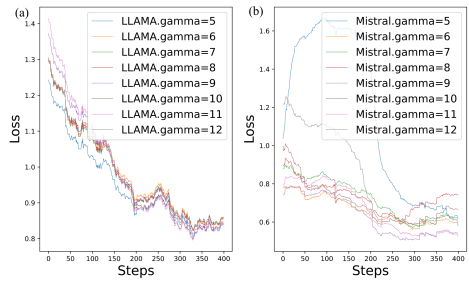 (a)
LLAMA.gamma=5
LLAMA.gamma=6
LLAMA.gamma=7
LLAMA.gamma=8
LLAMA.gamma=9
LLAMA.gamma=10
LLAMA.gamma=11
LLAMA.gamma=12
1.4
1.3
1.2
1.1
1.0
0.9
0.8
Loss
0 50 100 150 200 250 300 350 400
Steps
(b)
Mistral.gamma=5
Mistral.gamma=6
Mistral.gamma=7
Mistral.gamma=8
Mistral.gamma=9
Mistral.gamma=10
Mistral.gamma=11
Mistral.gamma=12
1.6
1.4
1.2
1.0
0.8
0.6
Loss
0 50 100 150 200 250 300 350 400
Steps